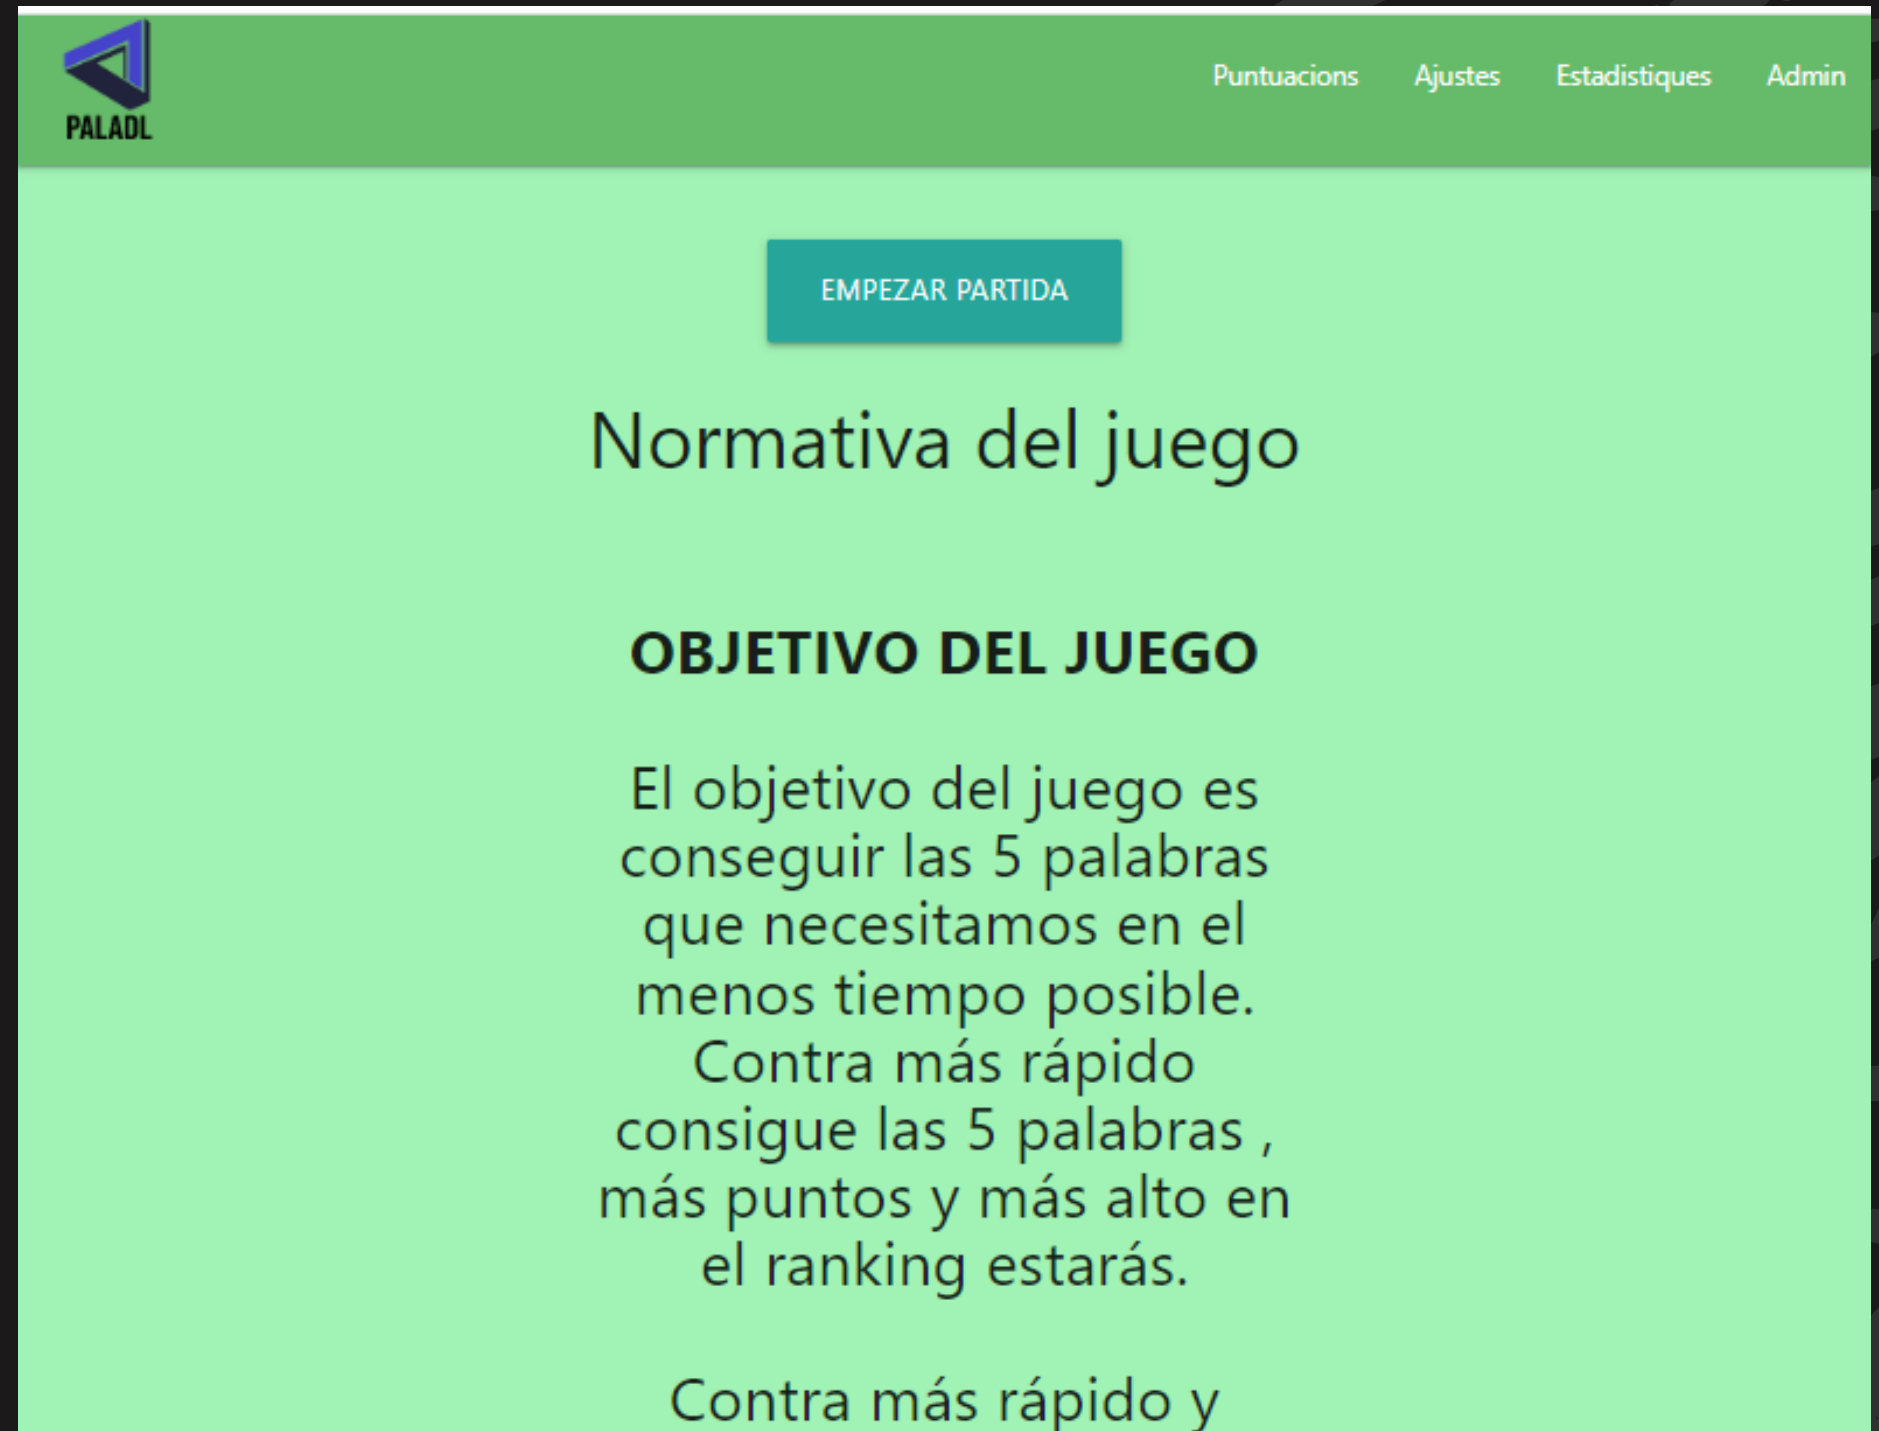 PALADL
Puntuacions Ajustes Estadistiques Admin
EMPEZAR PARTIDA
Normativa del juego
OBJETIVO DEL JUEGO
El objetivo del juego es
conseguir las 5 palabras
que necesitamos en el
menos tiempo posible.
Contra más rápido
consigue las 5 palabras ,
más puntos y más alto en
el ranking estarás.
Contra más rápido y